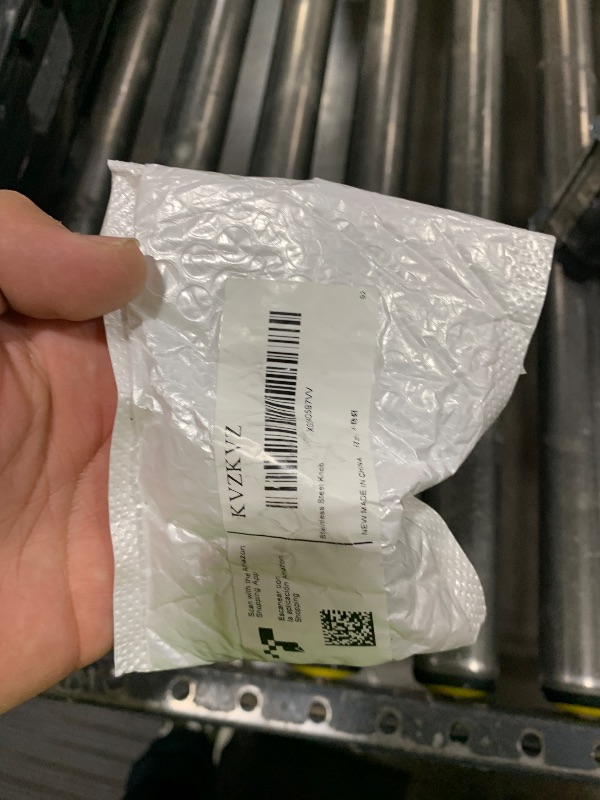 KVZKVZ
Stainless Steel Knob
NEW MADE IN CHINA
Scan with the Amazon
Shopping App
Escanear con
la aplicación Amazon
Shopping